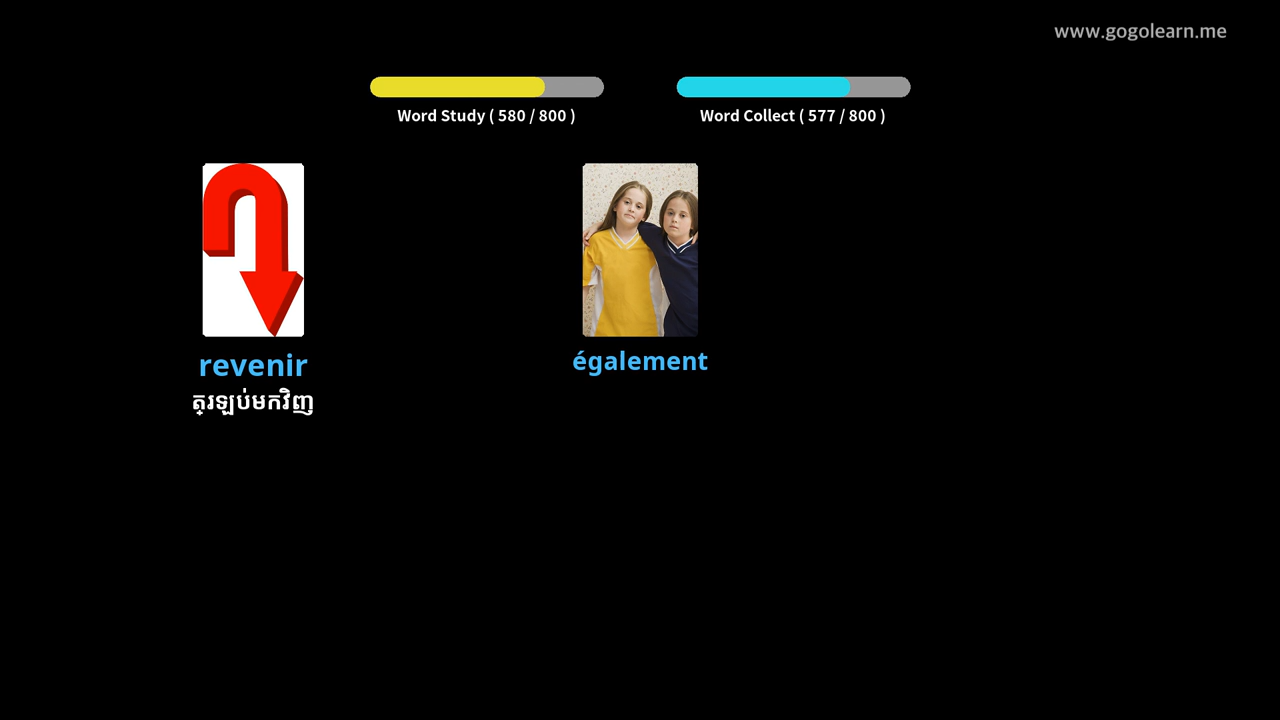 www.gogolearn.me
Word Study ( 580 / 800 )
Word Collect ( 577 / 800 )
revenir
ត្រឡប់មកវិញ
également